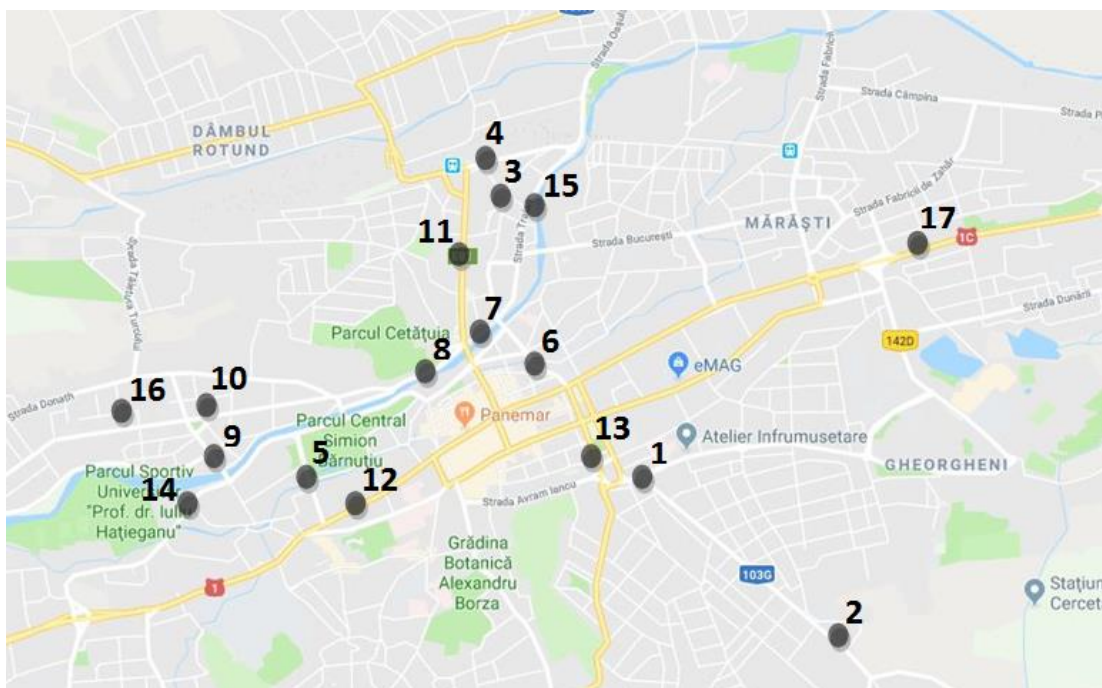 Strada Oașului
Strada Fabricii
Strada Câmpina
DÂMBUL
ROTUND
4
3
15
Strada Fabricii de Zahăr
MĂRĂȘTI
17
1C
11
Strada București
Strada Tăietura Turcului
Strada Dunării
7
Parcul Cetățuia
142D
8
6
eMAG
Strada Donath
16
10
Parcul Central
Simion
Bărnuțiu
Panemar
13
Atelier Infrumusetare
9
5
1
GHEORGHENI
Parcul Sportiv
Universitar
"Prof. dr. Iuliu
Hațieganu"
14
12
Strada Avram Iancu
Grădina
Botanică
Alexandru
Borza
103G
1
2
Stațiun
Cercet